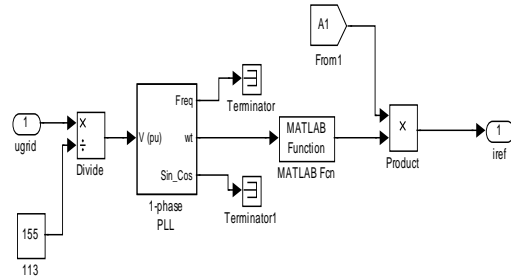 A1
From1
Freq
Terminator
1
ugrid
×
÷
Divide
V (pu)
wt
MATLAB
Function
MATLAB Fcn
×
Product
1
iref
Sin_Cos
1-phase
PLL
Terminator1
155
113